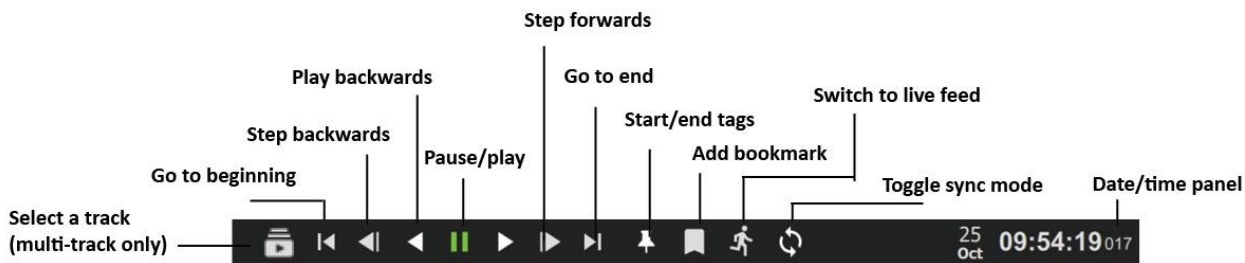 Step forwards
Play backwards
Go to end
Switch to live feed
Start/end tags
Step backwards
Pause/play
Add bookmark
Go to beginning
Toggle sync mode
Date/time panel
Select a track
(multi-track only)
25
Oct
09:54:19 017